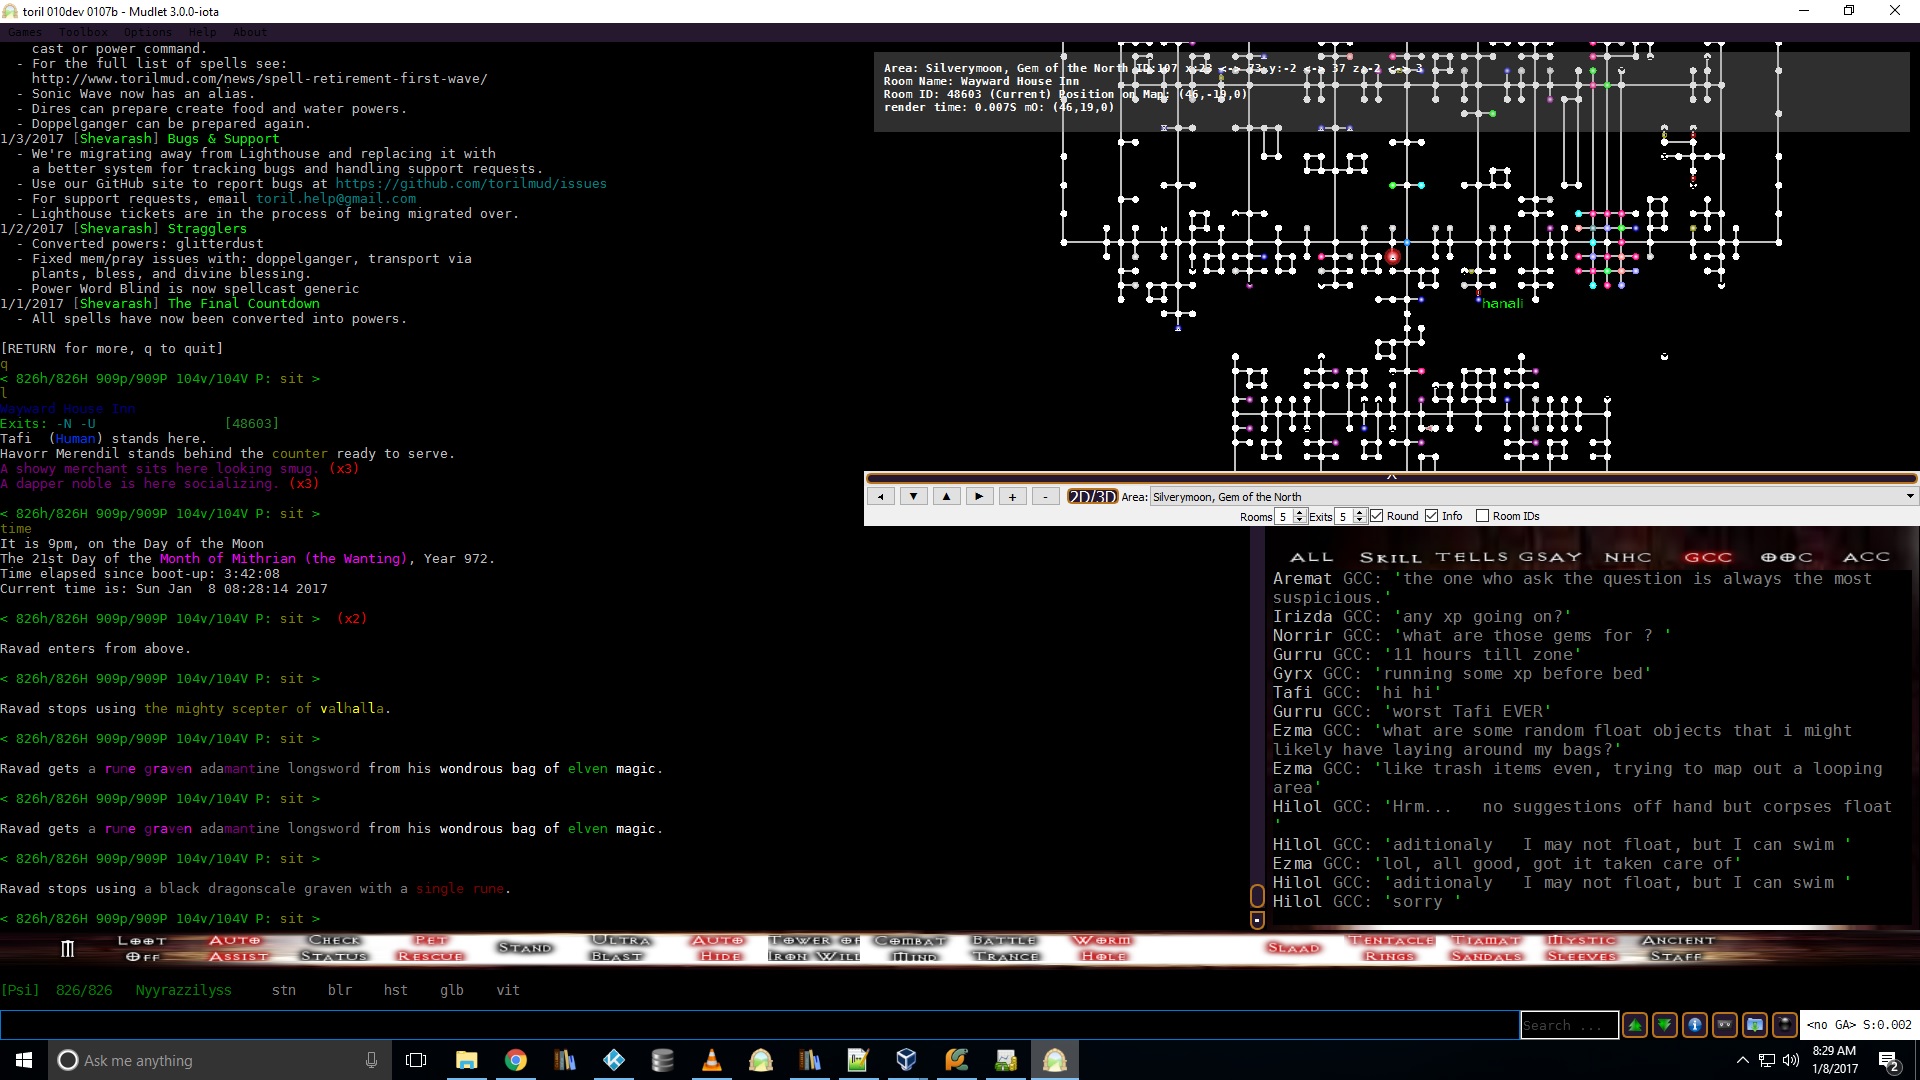 toril 010dev 0107b - Mudlet 3.0.0-iota
Games Toolbox Options Help About
cast or power command.
- For the full list of spells see:
http://www.torilmud.com/news/spell-retirement-first-wave/
- Sonic Wave now has an alias.
- Dires can prepare create food and water powers.
- Doppelganger can be prepared again.
1/3/2017 [Shevarash] Bugs & Support
- We're migrating away from Lighthouse and replacing it with
a better system for tracking bugs and handling support requests.
- Use our GitHub site to report bugs at https://github.com/torilmud/issues
- For support requests, email toril.help@gmail.com
- Lighthouse tickets are in the process of being migrated over.
1/2/2017 [Shevarash] Stragglers
- Converted powers: glitterdust
- Fixed mem/pray issues with: doppelganger, transport via
plants, bless, and divine blessing.
- Power Word Blind is now spellcast generic
1/1/2017 [Shevarash] The Final Countdown
- All spells have now been converted into powers.
[RETURN for more, q to quit]
q
< 826h/826H 909p/909P 104v/104V P: sit >
l
Wayward House Inn
Exits: -N -U [48603]
Tafi (Human) stands here.
Havorr Merendil stands behind the counter ready to serve.
A showy merchant sits here looking smug. (x3)
A dapper noble is here socializing. (x3)
< 826h/826H 909p/909P 104v/104V P: sit >
time
It is 9pm, on the Day of the Moon
The 21st Day of the Month of Mithrian (the Wanting), Year 972.
Time elapsed since boot-up: 3:42:08
Current time is: Sun Jan 8 08:28:14 2017
< 826h/826H 909p/909P 104v/104V P: sit > (x2)
Ravad enters from above.
< 826h/826H 909p/909P 104v/104V P: sit >
Ravad stops using the mighty scepter of valhalla.
< 826h/826H 909p/909P 104v/104V P: sit >
Ravad gets a rune graven adamantine longsword from his wondrous bag of elven magic.
< 826h/826H 909p/909P 104v/104V P: sit >
Ravad gets a rune graven adamantine longsword from his wondrous bag of elven magic.
< 826h/826H 909p/909P 104v/104V P: sit >
Ravad stops using a black dragonscale graven with a single rune.
< 826h/826H 909p/909P 104v/104V P: sit >
Area: Silverymoon, Gem of the North ID:107 x:23 <-> 73 y:-2 <-> 37 z:-2 <-> 3
Room Name: Wayward House Inn
Room ID: 48603 (Current) Position on Map: (46,-19,0)
render time: 0.007S mO: (46,19,0)
hanali
+ - 2D/3D Area: Silverymoon, Gem of the North
Rooms 5 Exits 5 Round Info Room IDs
ALL SKILL TELLS GSAY NHC GCC OOC ACC
Aremat GCC: 'the one who ask the question is always the most
suspicious.'
Irizda GCC: 'any xp going on?'
Norrir GCC: 'what are those gems for ? '
Gurru GCC: '11 hours till zone'
Gyrx GCC: 'running some xp before bed'
Tafi GCC: 'hi hi'
Gurru GCC: 'worst Tafi EVER'
Ezma GCC: 'what are some random float objects that i might
likely have laying around my bags?'
Ezma GCC: 'like trash items even, trying to map out a looping
area'
Hilol GCC: 'Hrm... no suggestions off hand but corpses float
'
Hilol GCC: 'aditionaly I may not float, but I can swim '
Ezma GCC: 'lol, all good, got it taken care of'
Hilol GCC: 'aditionaly I may not float, but I can swim '
Hilol GCC: 'sorry '
LOOT OFF AUTO ASSIST CHECK STATUS PET RESCUE STAND ULTRA BLAST AUTO HIDE TOWER OF IRON WILL COMBAT MIND BATTLE TRANCE WORM HOLE SLAAD TENTACLE RINGS TIAMAT SANDALS MYSTIC SLEEVES ANCIENT STAFF
[Psi] 826/826 Nyyrazzilyss stn blr hst glb vit
Search ...
<no GA> S:0.002
Ask me anything
8:29 AM
1/8/2017
2